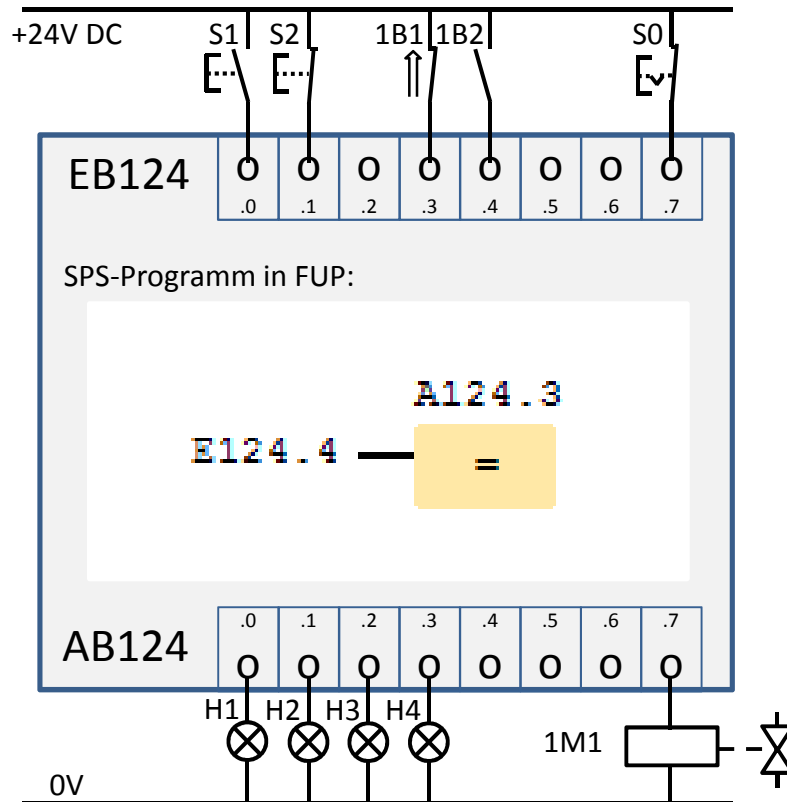 +24V DC S1 S2 1B1 1B2 S0
EB124 O O O O O O O O
.0 .1 .2 .3 .4 .5 .6 .7
SPS-Programm in FUP:
A124.3
E124.4 =
.0 .1 .2 .3 .4 .5 .6 .7
AB124 O O O O O O O O
H1 H2 H3 H4
1M1
0V